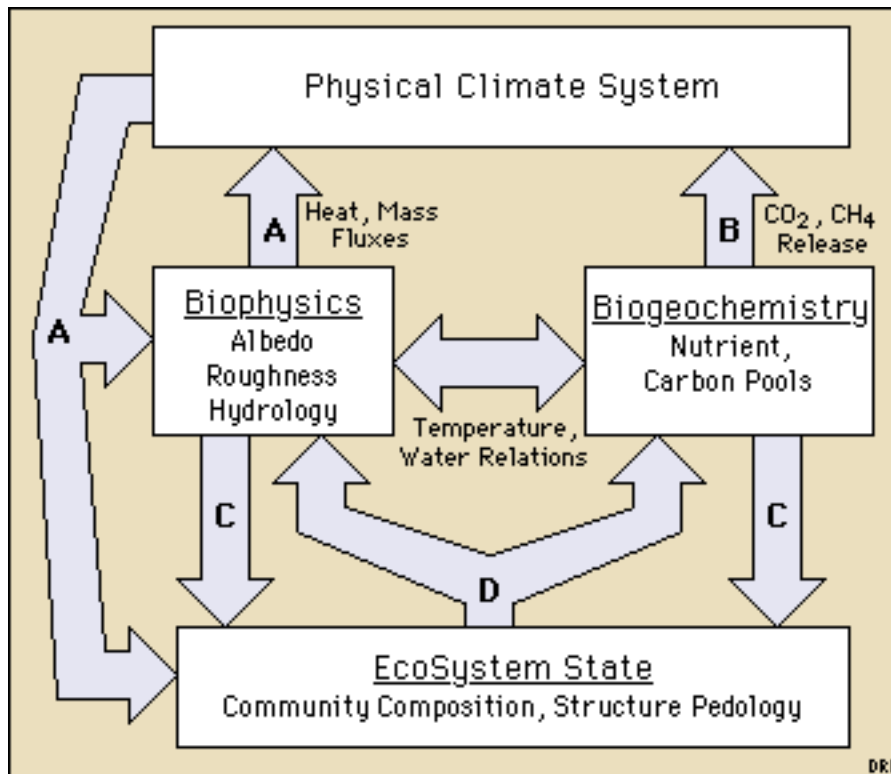 Physical Climate System
A
Heat, Mass
Fluxes
B
CO₂, CH₄
Release
A
Biophysics
Albedo
Roughness
Hydrology
Biogeochemistry
Nutrient,
Carbon Pools
Temperature,
Water Relations
C
C
D
EcoSystem State
Community Composition, Structure Pedology
DR